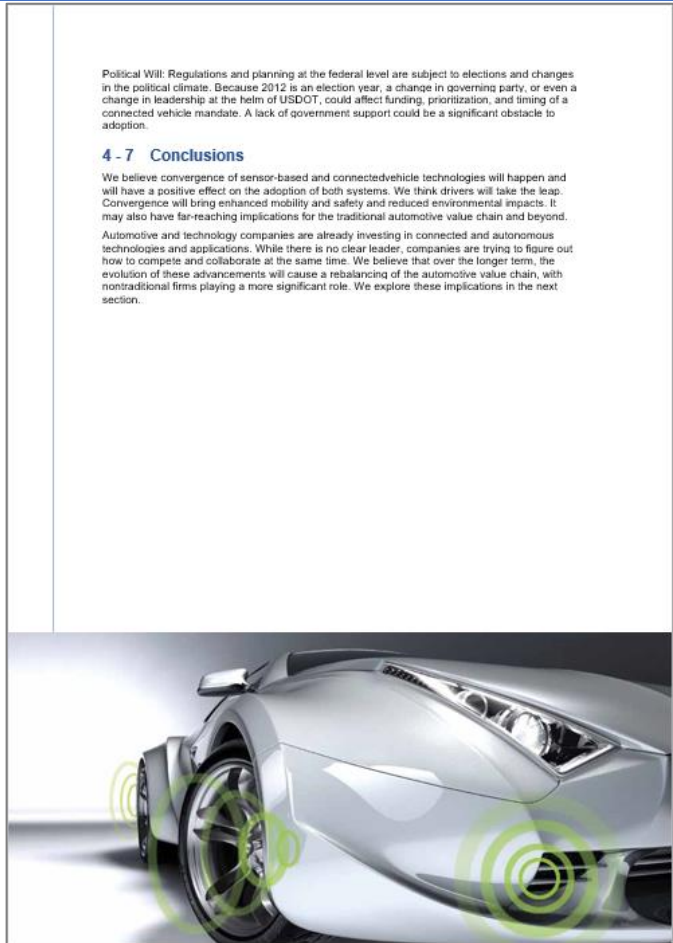 Political Will: Regulations and planning at the federal level are subject to elections and changes
in the political climate. Because 2012 is an election year, a change in governing party, or even a
change in leadership at the helm of USDOT, could affect funding, prioritization, and timing of a
connected vehicle mandate. A lack of government support could be a significant obstacle to
adoption.
4 - 7 Conclusions
We believe convergence of sensor-based and connectedvehicle technologies will happen and
will have a positive effect on the adoption of both systems. We think drivers will take the leap.
Convergence will bring enhanced mobility and safety and reduced environmental impacts. It
may also have far-reaching implications for the traditional automotive value chain and beyond.
Automotive and technology companies are already investing in connected and autonomous
technologies and applications. While there is no clear leader, companies are trying to figure out
how to compete and collaborate at the same time. We believe that over the longer term, the
evolution of these advancements will cause a rebalancing of the automotive value chain, with
nontraditional firms playing a more significant role. We explore these implications in the next
section.